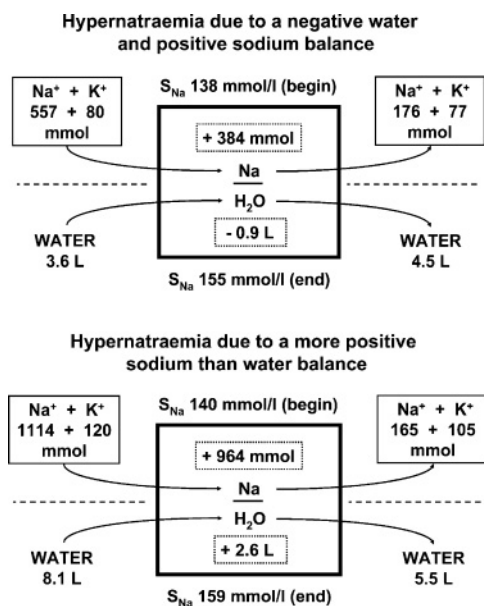 Hypernatraemia due to a negative water
and positive sodium balance
Na⁺ + K⁺
557 + 80
mmol
S_Na 138 mmol/l (begin)
Na⁺ + K⁺
176 + 77
mmol
+ 384 mmol
Na
H₂O
- 0.9 L
WATER
3.6 L
WATER
4.5 L
S_Na 155 mmol/l (end)
Hypernatraemia due to a more positive
sodium than water balance
Na⁺ + K⁺
1114 + 120
mmol
S_Na 140 mmol/l (begin)
Na⁺ + K⁺
165 + 105
mmol
+ 964 mmol
Na
H₂O
+ 2.6 L
WATER
8.1 L
WATER
5.5 L
S_Na 159 mmol/l (end)